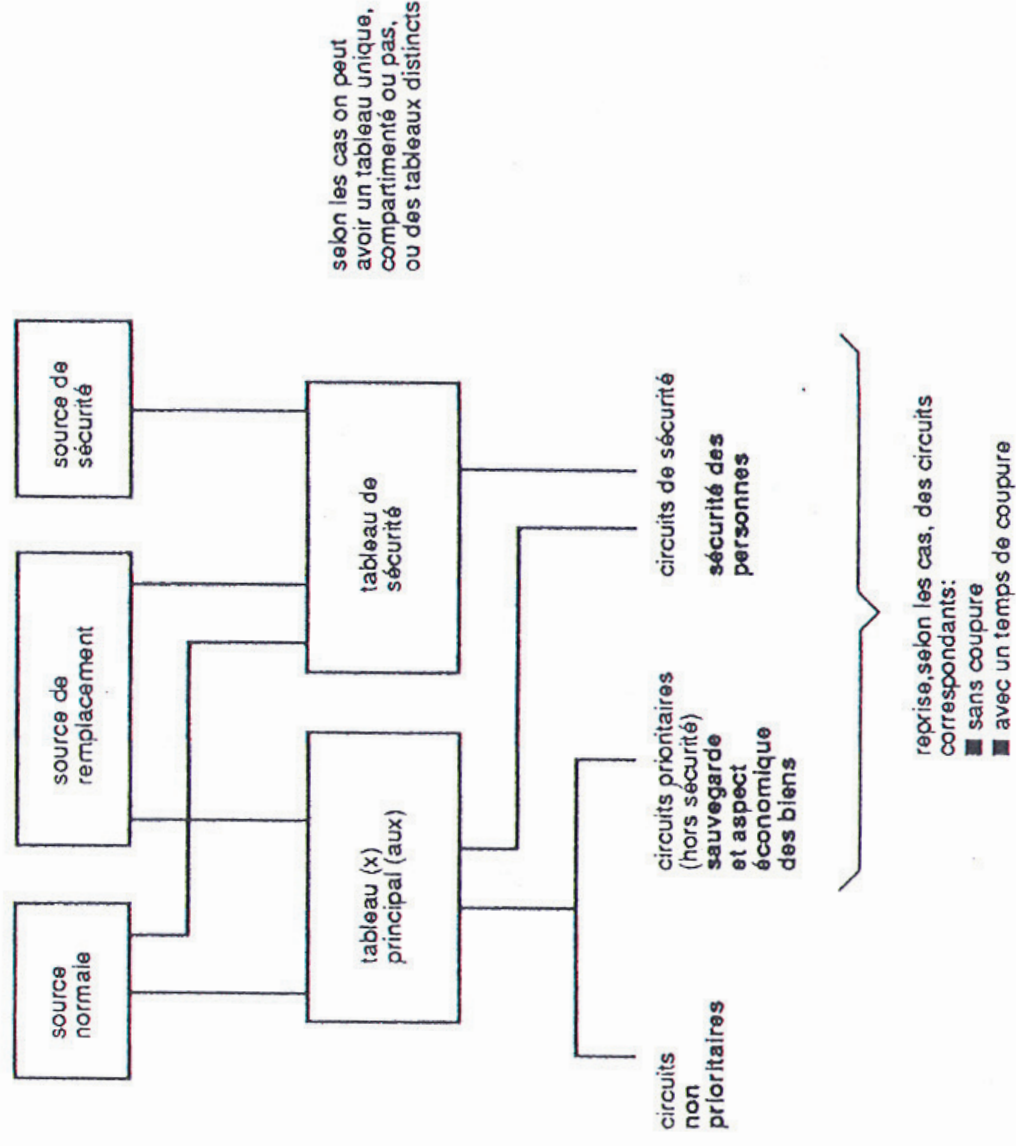 source
normale
source de
remplacement
source de
sécurité
tableau (x)
principal (aux)
tableau de
sécurité
selon les cas on peut
avoir un tableau unique,
compartimenté ou pas,
ou des tableaux distincts
circuits
non
prioritaires
circuits prioritaires
(hors sécurité)
sauvegarde
et aspect
économique
des biens
circuits de sécurité
sécurité des
personnes
reprise,selon les cas, des circuits
correspondants:
■ sans coupure
■ avec un temps de coupure